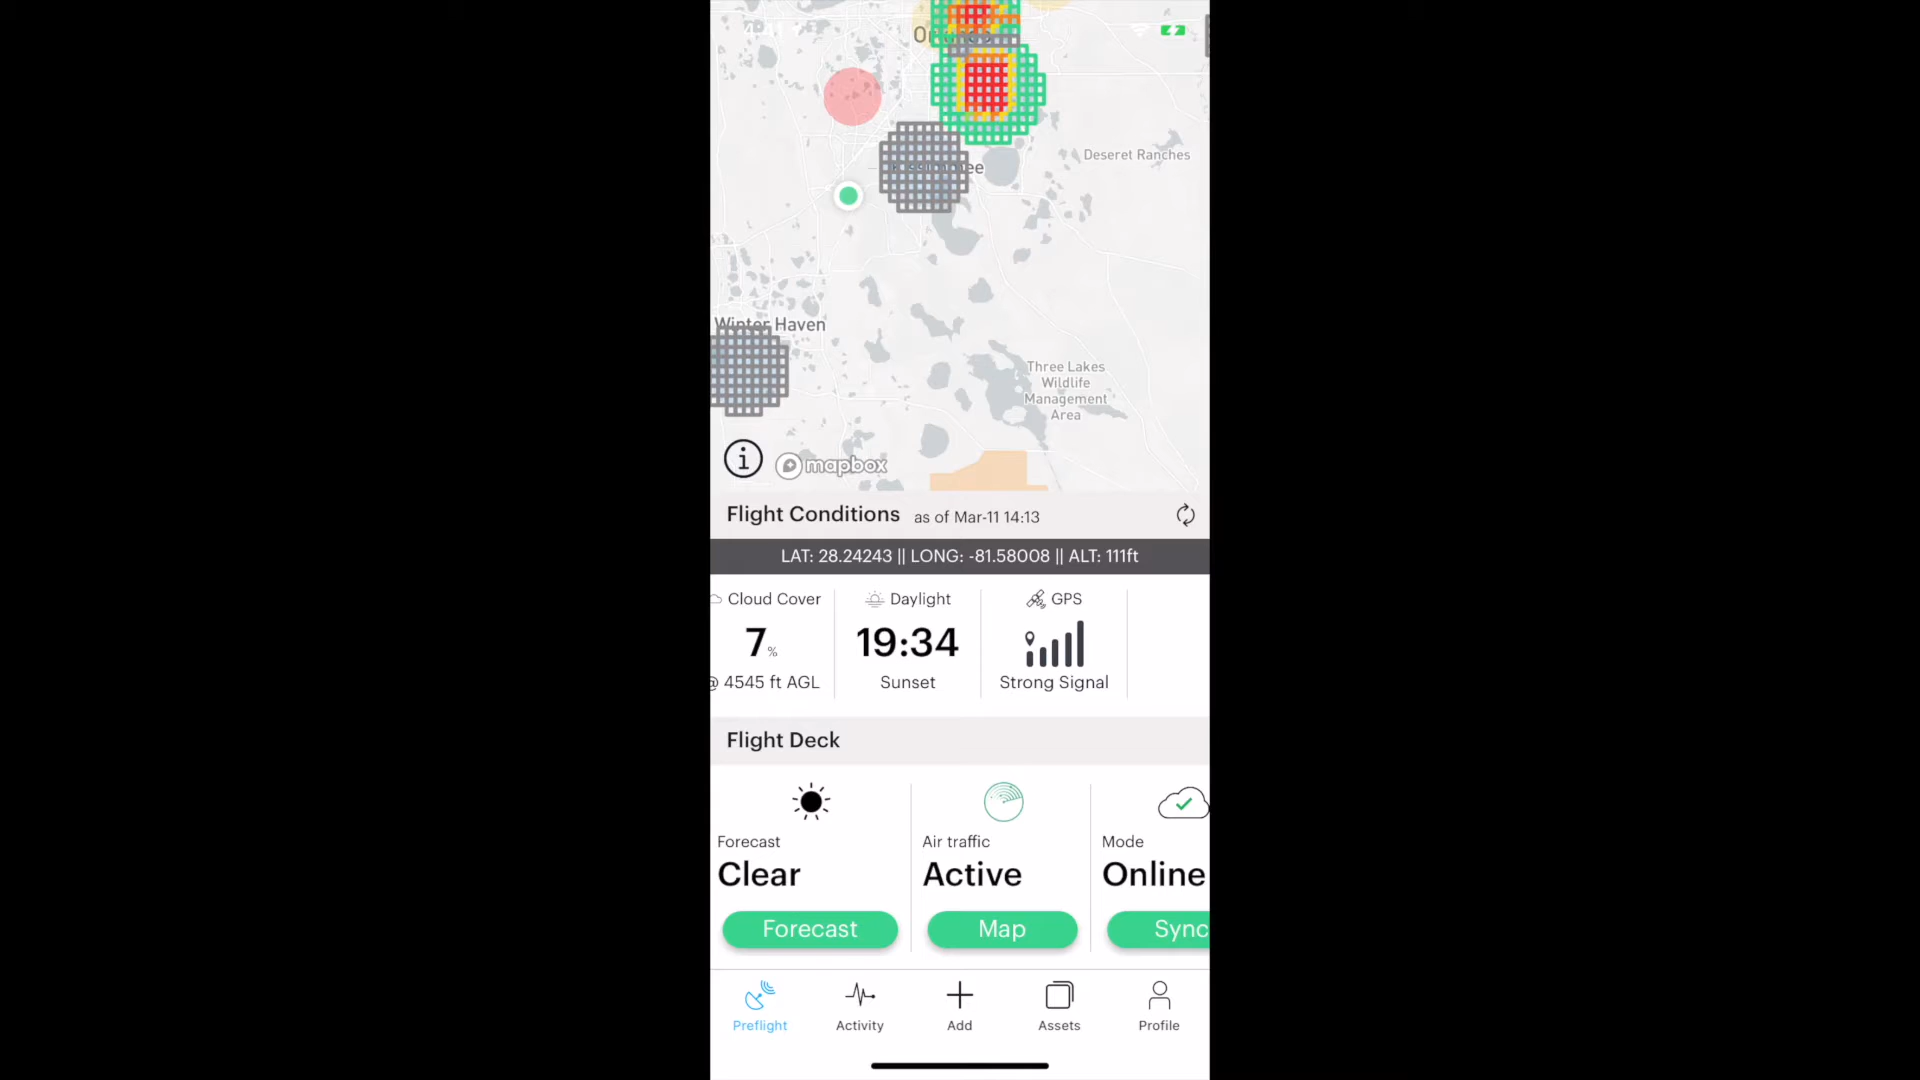 Deseret Ranches
Winter Haven
Three Lakes
Wildlife
Management
Area
mapbox
Flight Conditions as of Mar-11 14:13
LAT: 28.24243 || LONG: -81.58008 || ALT: 111ft
Cloud Cover Daylight GPS
7% 19:34
@ 4545 ft AGL Sunset Strong Signal
Flight Deck
Forecast Air traffic Mode
Clear Active Online
Forecast Map Sync
Preflight Activity Add Assets Profile